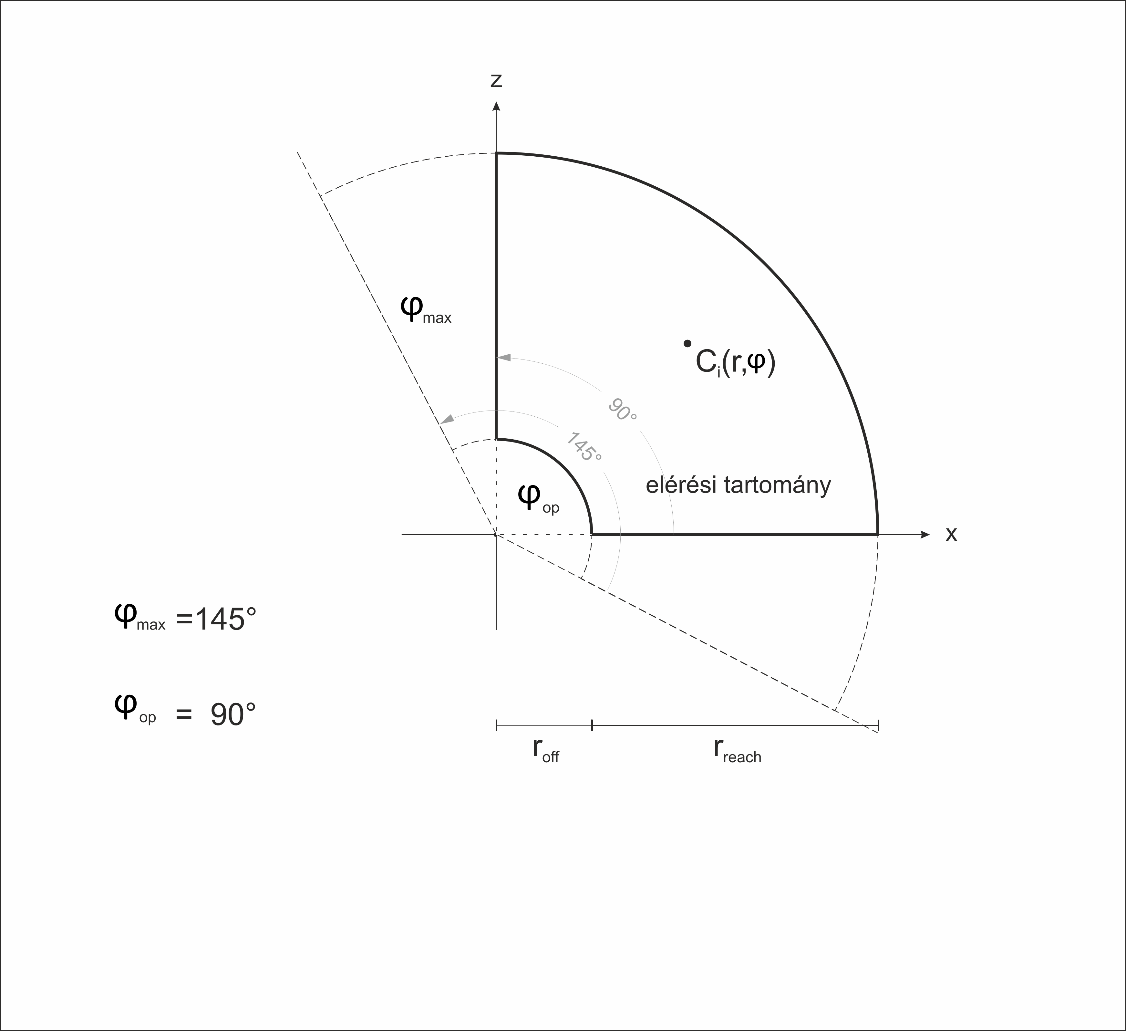 z
φmax
Ci(r,φ)
90°
145°
elérési tartomány
φop
x
φmax =145°
φop = 90°
roff
rreach